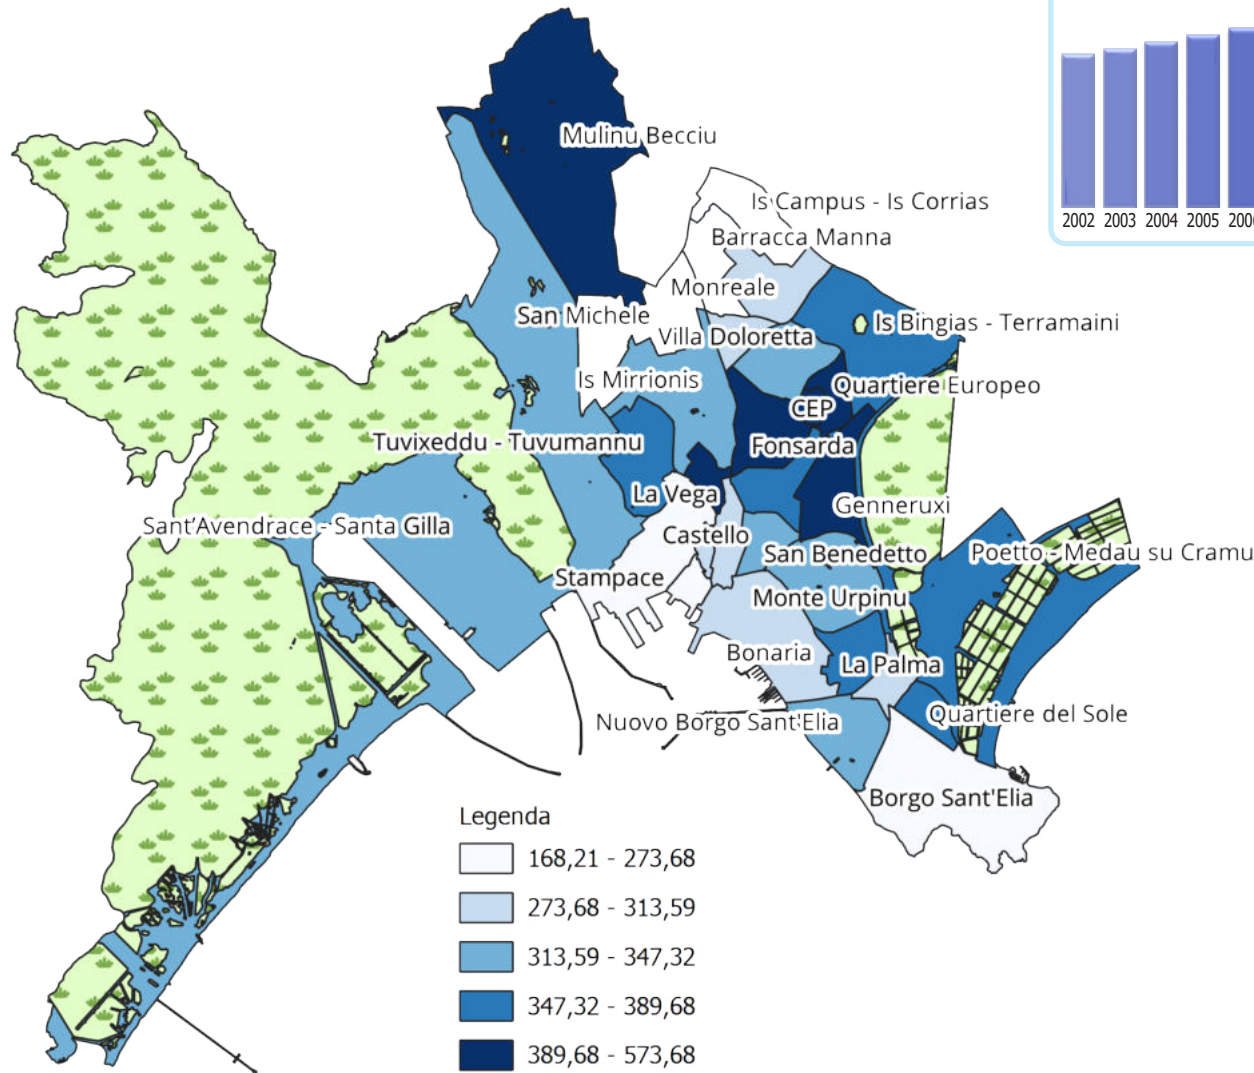 2002 2003 2004 2005
Mulinu Becciu
Is Campus - Is Corrias
Barracca Manna
Monreale
San Michele
Villa Doloretta
Is Bingias - Terramaini
Is Mirrionis
Quartiere Europeo
CEP
Tuvixeddu - Tuvumannu
Fonsarda
La Vega
Genneruxi
Sant'Avendrace - Santa Gilla
Castello
San Benedetto
Poetto - Medau su Cramu
Stampace
Monte Urpinu
Bonaria
La Palma
Nuovo Borgo Sant'Elia
Quartiere del Sole
Borgo Sant'Elia
Legenda
168,21 - 273,68
273,68 - 313,59
313,59 - 347,32
347,32 - 389,68
389,68 - 573,68